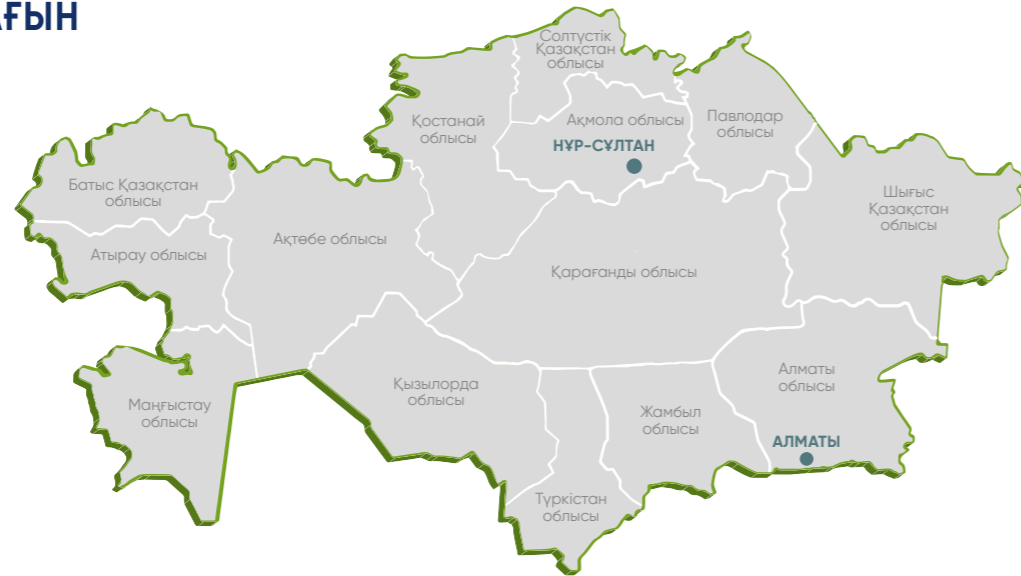 АҒЫН
Солтүстік
Қазақстан
облысы
Қостанай
облысы
Ақмола облысы
НҰР-СҰЛТАН
Павлодар
облысы
Батыс Қазақстан
облысы
Шығыс
Қазақстан
облысы
Атырау облысы
Ақтөбе облысы
Қарағанды облысы
Маңғыстау
облысы
Қызылорда
облысы
Жамбыл
облысы
Алматы
облысы
АЛМАТЫ
Түркістан
облысы